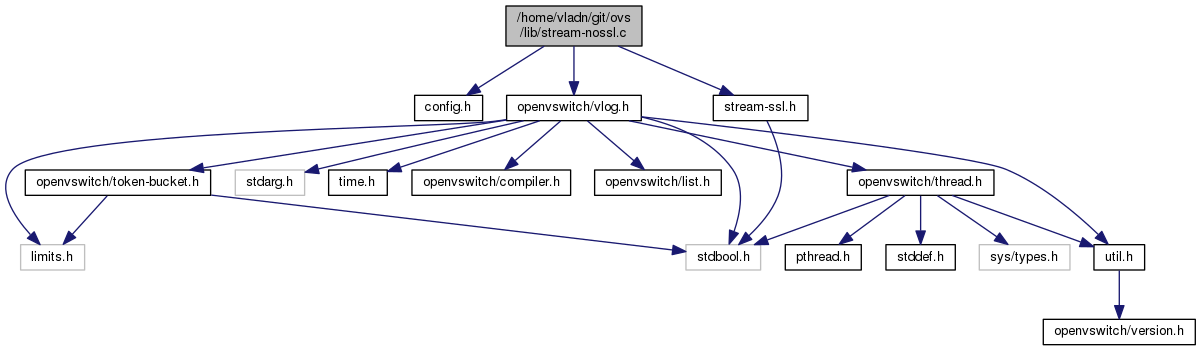 /home/vladn/git/ovs
/lib/stream-nossl.c
config.h
openvswitch/vlog.h
stream-ssl.h
openvswitch/token-bucket.h
stdarg.h
time.h
openvswitch/compiler.h
openvswitch/list.h
openvswitch/thread.h
limits.h
stdbool.h
pthread.h
stddef.h
sys/types.h
util.h
openvswitch/version.h